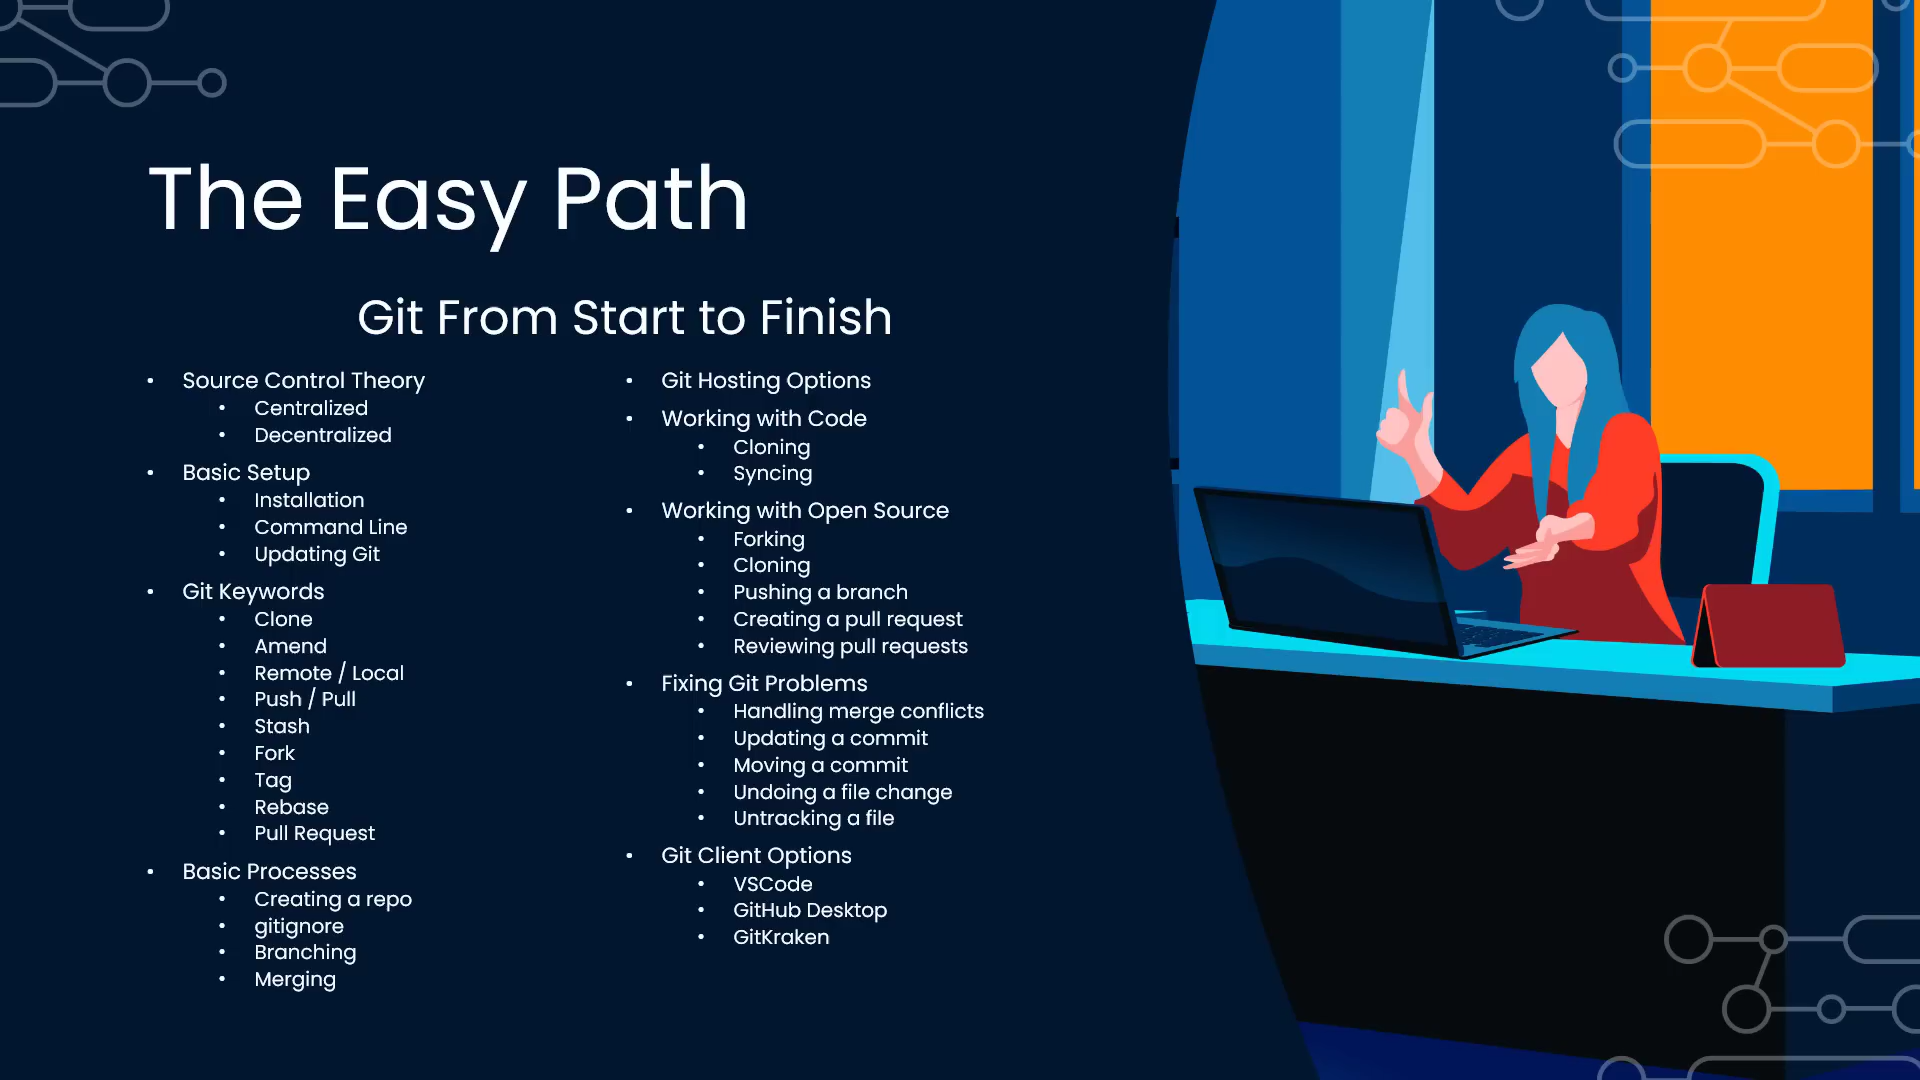 The Easy Path
Git From Start to Finish
• Source Control Theory
• Centralized
• Decentralized
• Basic Setup
• Installation
• Command Line
• Updating Git
• Git Keywords
• Clone
• Amend
• Remote / Local
• Push / Pull
• Stash
• Fork
• Tag
• Rebase
• Pull Request
• Basic Processes
• Creating a repo
• gitignore
• Branching
• Merging
• Git Hosting Options
• Working with Code
• Cloning
• Syncing
• Working with Open Source
• Forking
• Cloning
• Pushing a branch
• Creating a pull request
• Reviewing pull requests
• Fixing Git Problems
• Handling merge conflicts
• Updating a commit
• Moving a commit
• Undoing a file change
• Untracking a file
• Git Client Options
• VSCode
• GitHub Desktop
• GitKraken